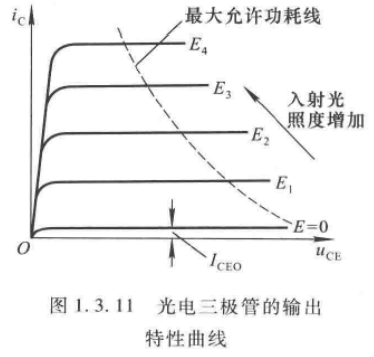 i_C
最大允许功耗线
E_4
E_3
入射光
照度增加
E_2
E_1
E=0
O
I_CEO
u_CE
图 1.3.11 光电三极管的输出
特性曲线